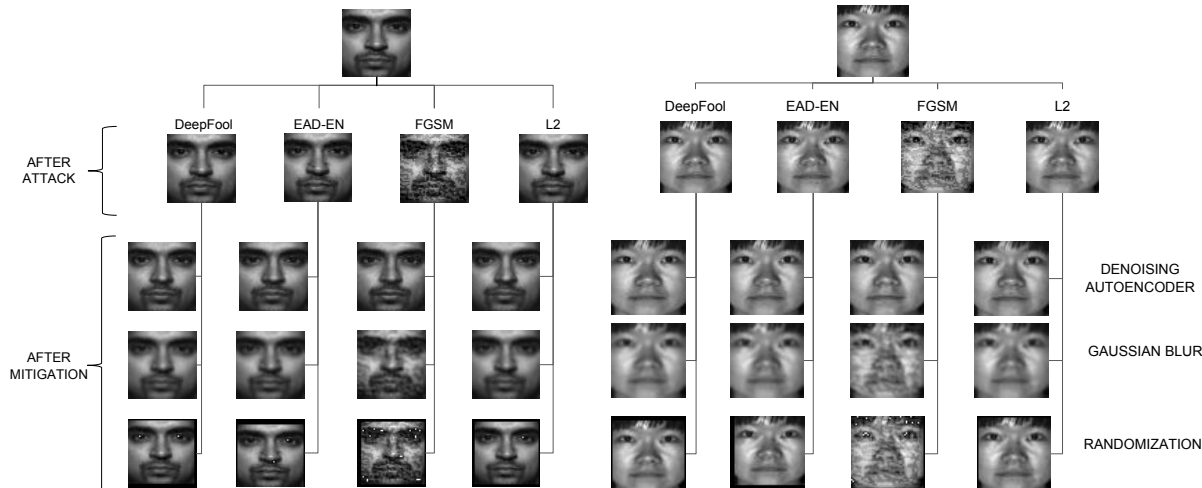 DeepFool
EAD-EN
FGSM
L2
DeepFool
EAD-EN
FGSM
L2
AFTER
ATTACK
DENOISING
AUTOENCODER
AFTER
MITIGATION
GAUSSIAN BLUR
RANDOMIZATION